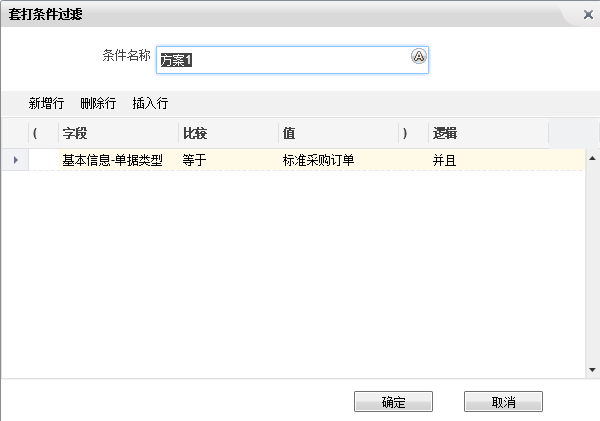 套打条件过滤
条件名称 方案1 A
新增行 删除行 插入行
( 字段 比较 值 ) 逻辑
基本信息-单据类型 等于 标准采购订单 并且
确定 取消